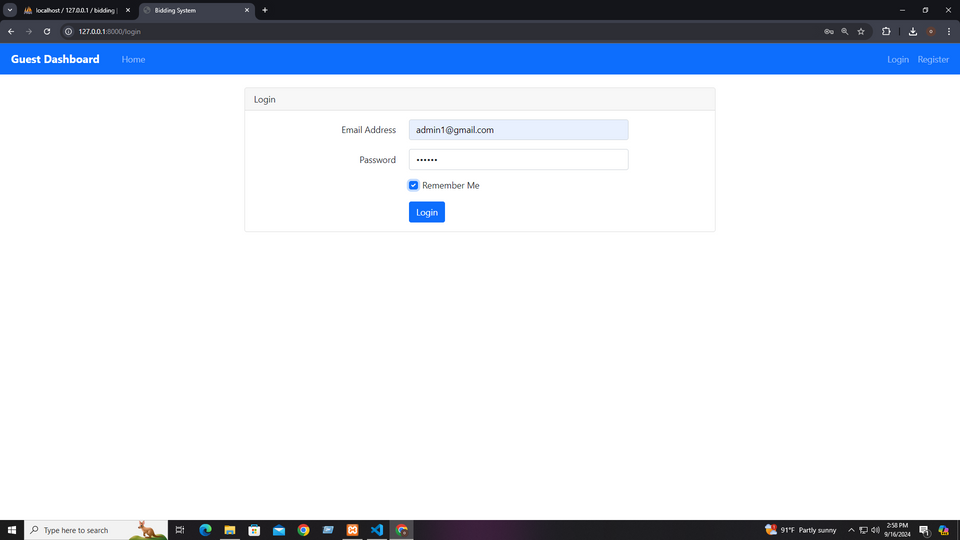 localhost / 127.0.0.1 / bidding |
Bidding System
127.0.0.1:8000/login
Guest Dashboard Home Login Register
Login
Email Address admin1@gmail.com
Password ••••••
Remember Me
Login
Type here to search
91°F Partly sunny
2:58 PM
9/16/2024